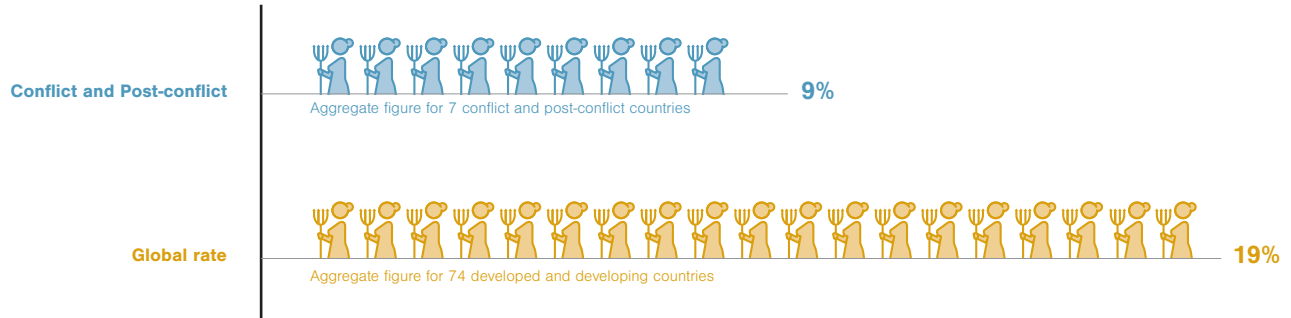 Conflict and Post-conflict
9%
Aggregate figure for 7 conflict and post-conflict countries
Global rate
19%
Aggregate figure for 74 developed and developing countries